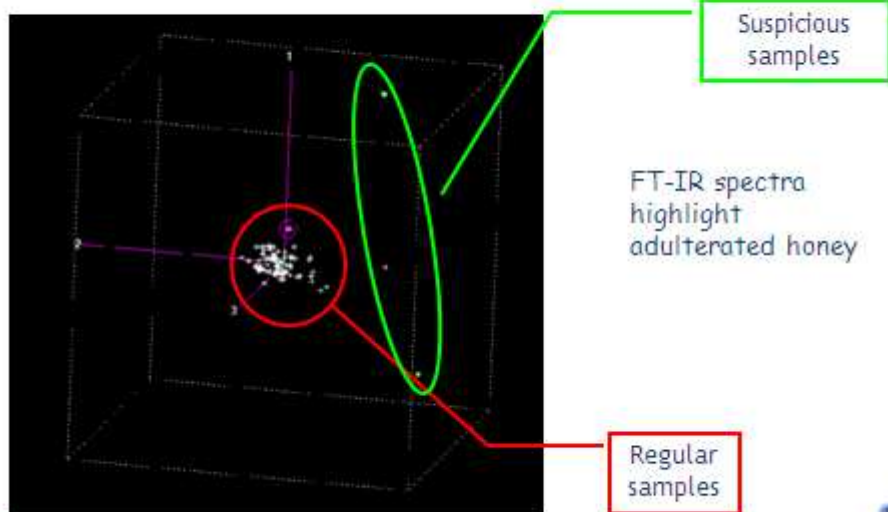 Suspicious
samples
1
FT-IR spectra
highlight
adulterated honey
2
3
Regular
samples